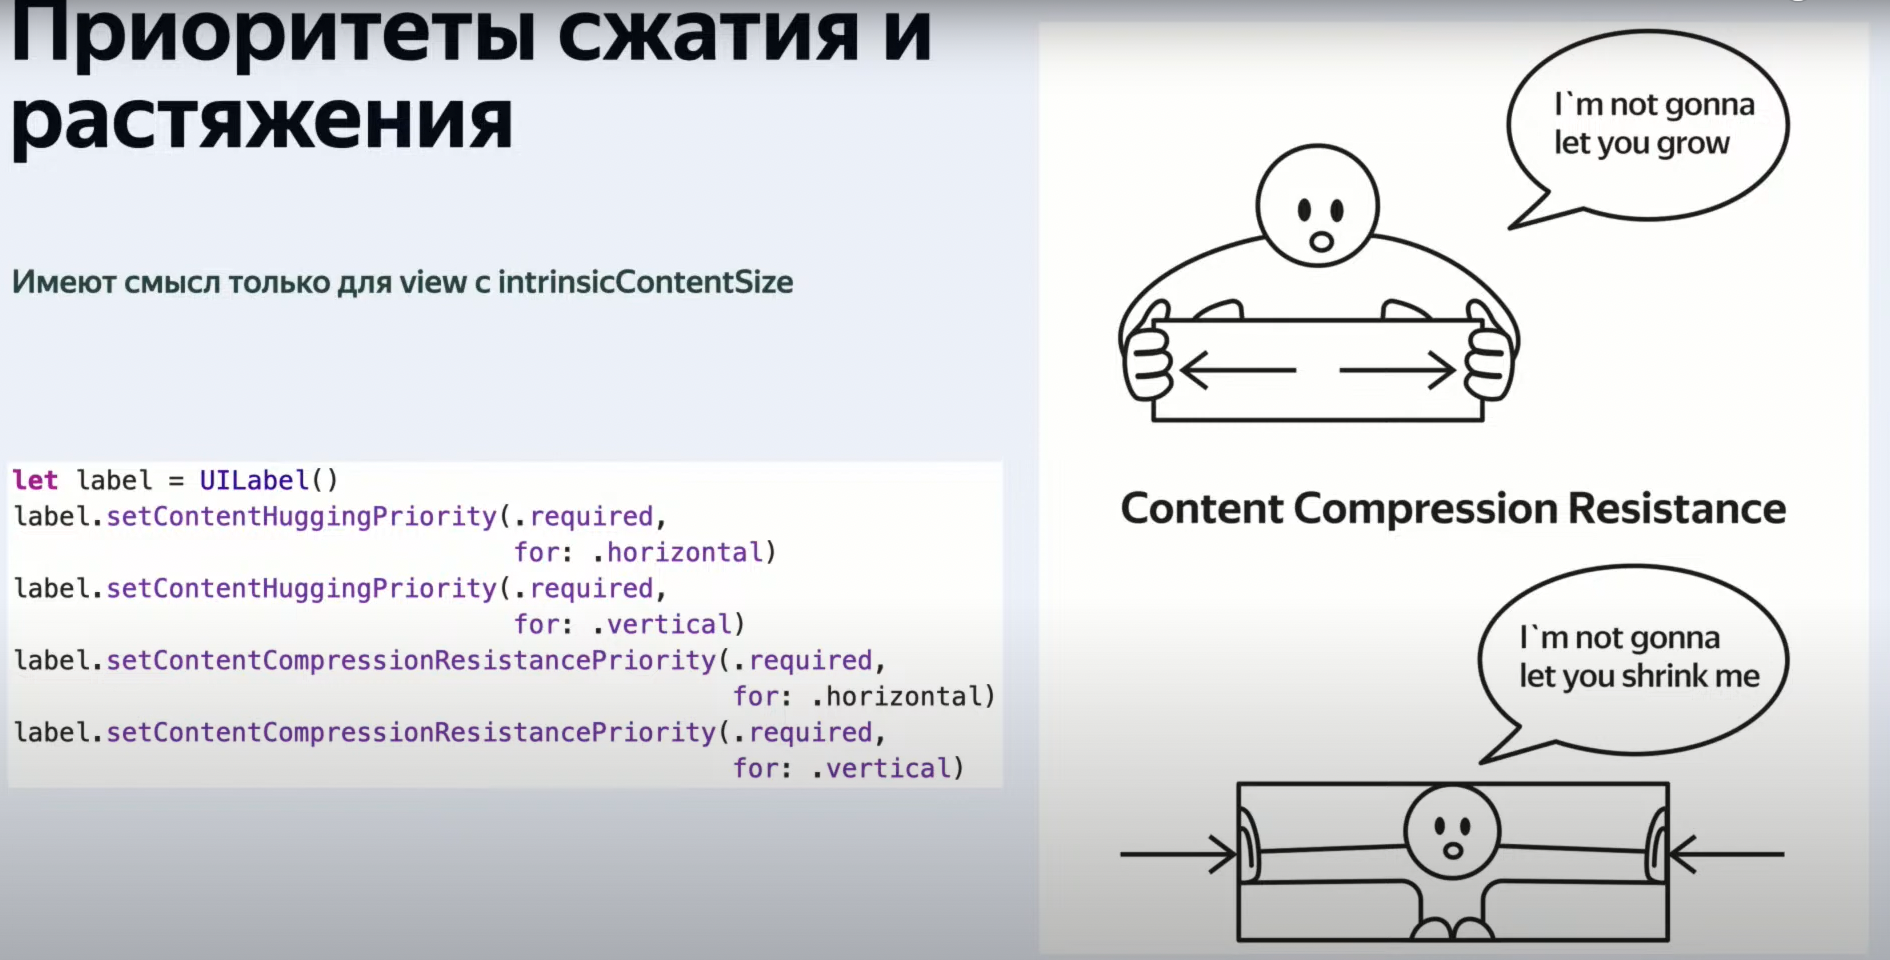 Приоритеты сжатия и
растяжения
Имеют смысл только для view с intrinsicContentSize
let label = UILabel()
label.setContentHuggingPriority(.required,
for: .horizontal)
label.setContentHuggingPriority(.required,
for: .vertical)
label.setContentCompressionResistancePriority(.required,
for: .horizontal)
label.setContentCompressionResistancePriority(.required,
for: .vertical)
I`m not gonna
let you grow
Content Compression Resistance
I`m not gonna
let you shrink me